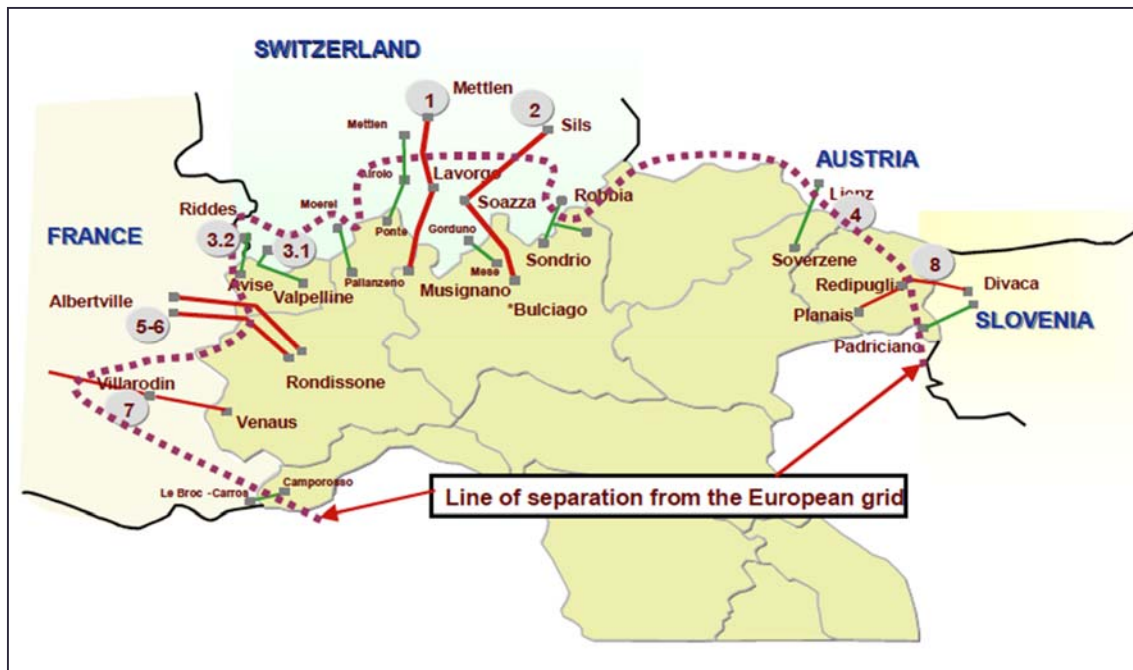 SWITZERLAND
1
Mettlen
2
Sils
Mettlen
AUSTRIA
Airolo
Lavorgo
Robbia
Lienz
Riddes
Moerel
Soazza
4
FRANCE
3.2
3.1
Ponte
Gorduno
Sondrio
Soverzene
8
Avise
Valpelline
Pallanzeno
Mese
Musignano
Redipuglia
Divaca
Albertville
*Bulciago
Planais
SLOVENIA
5-6
Padriciano
Rondissone
Villarodin
7
Venaus
Le Broc -Carros
Camporosso
Line of separation from the European grid